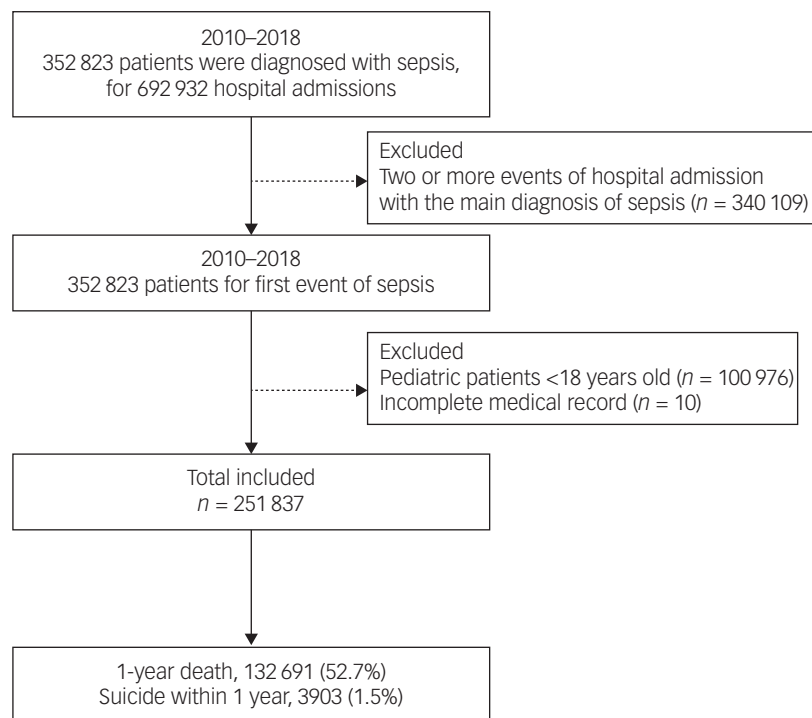 2010–2018
352 823 patients were diagnosed with sepsis,
for 692 932 hospital admissions
Excluded
Two or more events of hospital admission
with the main diagnosis of sepsis (n = 340 109)
2010–2018
352 823 patients for first event of sepsis
Excluded
Pediatric patients <18 years old (n = 100 976)
Incomplete medical record (n = 10)
Total included
n = 251 837
1-year death, 132 691 (52.7%)
Suicide within 1 year, 3903 (1.5%)